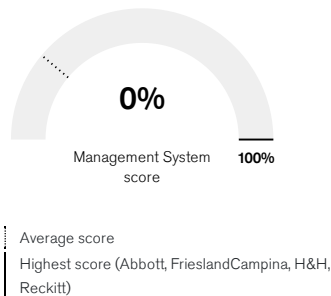 0%
Management System
score
100%
Average score
Highest score (Abbott, FrieslandCampina, H&H,
Reckitt)